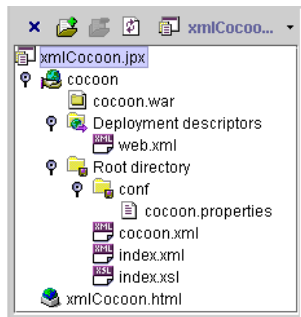 xmlCocoo...
xmlCocoon.jpx
cocoon
cocoon.war
Deployment descriptors
XML web.xml
Root directory
conf
cocoon.properties
XML cocoon.xml
XML index.xml
XSL index.xsl
xmlCocoon.html